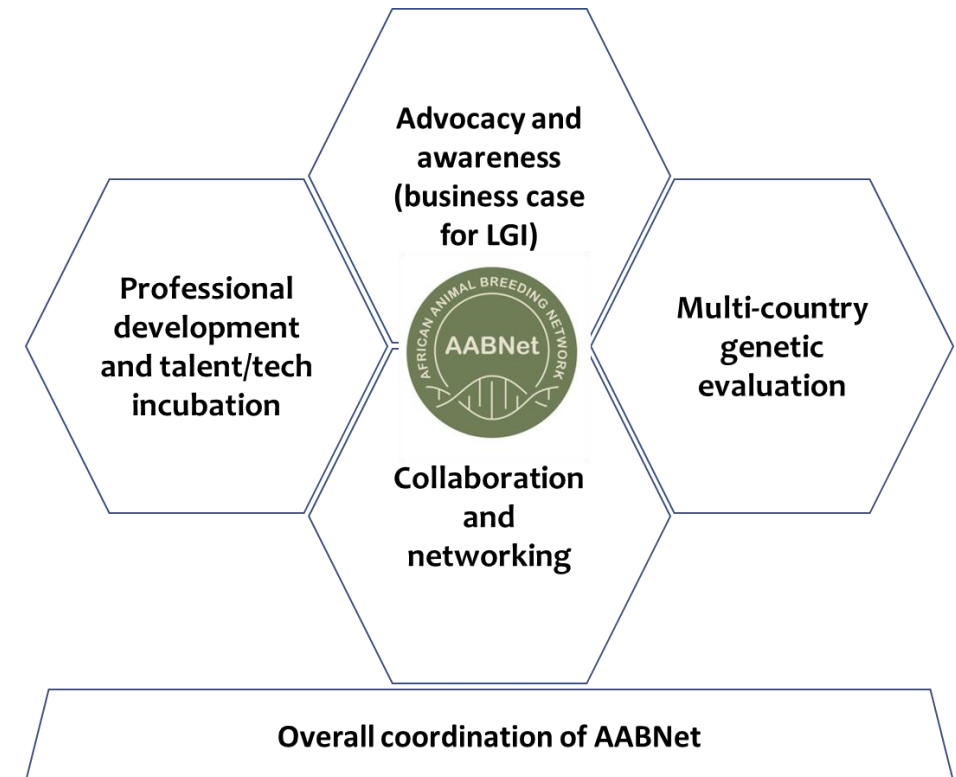 Advocacy and
awareness
(business case
for LGI)
Professional
development
and talent/tech
incubation
AFRICAN ANIMAL BREEDING NETWORK
AABNet
Multi-country
genetic
evaluation
Collaboration
and
networking
Overall coordination of AABNet